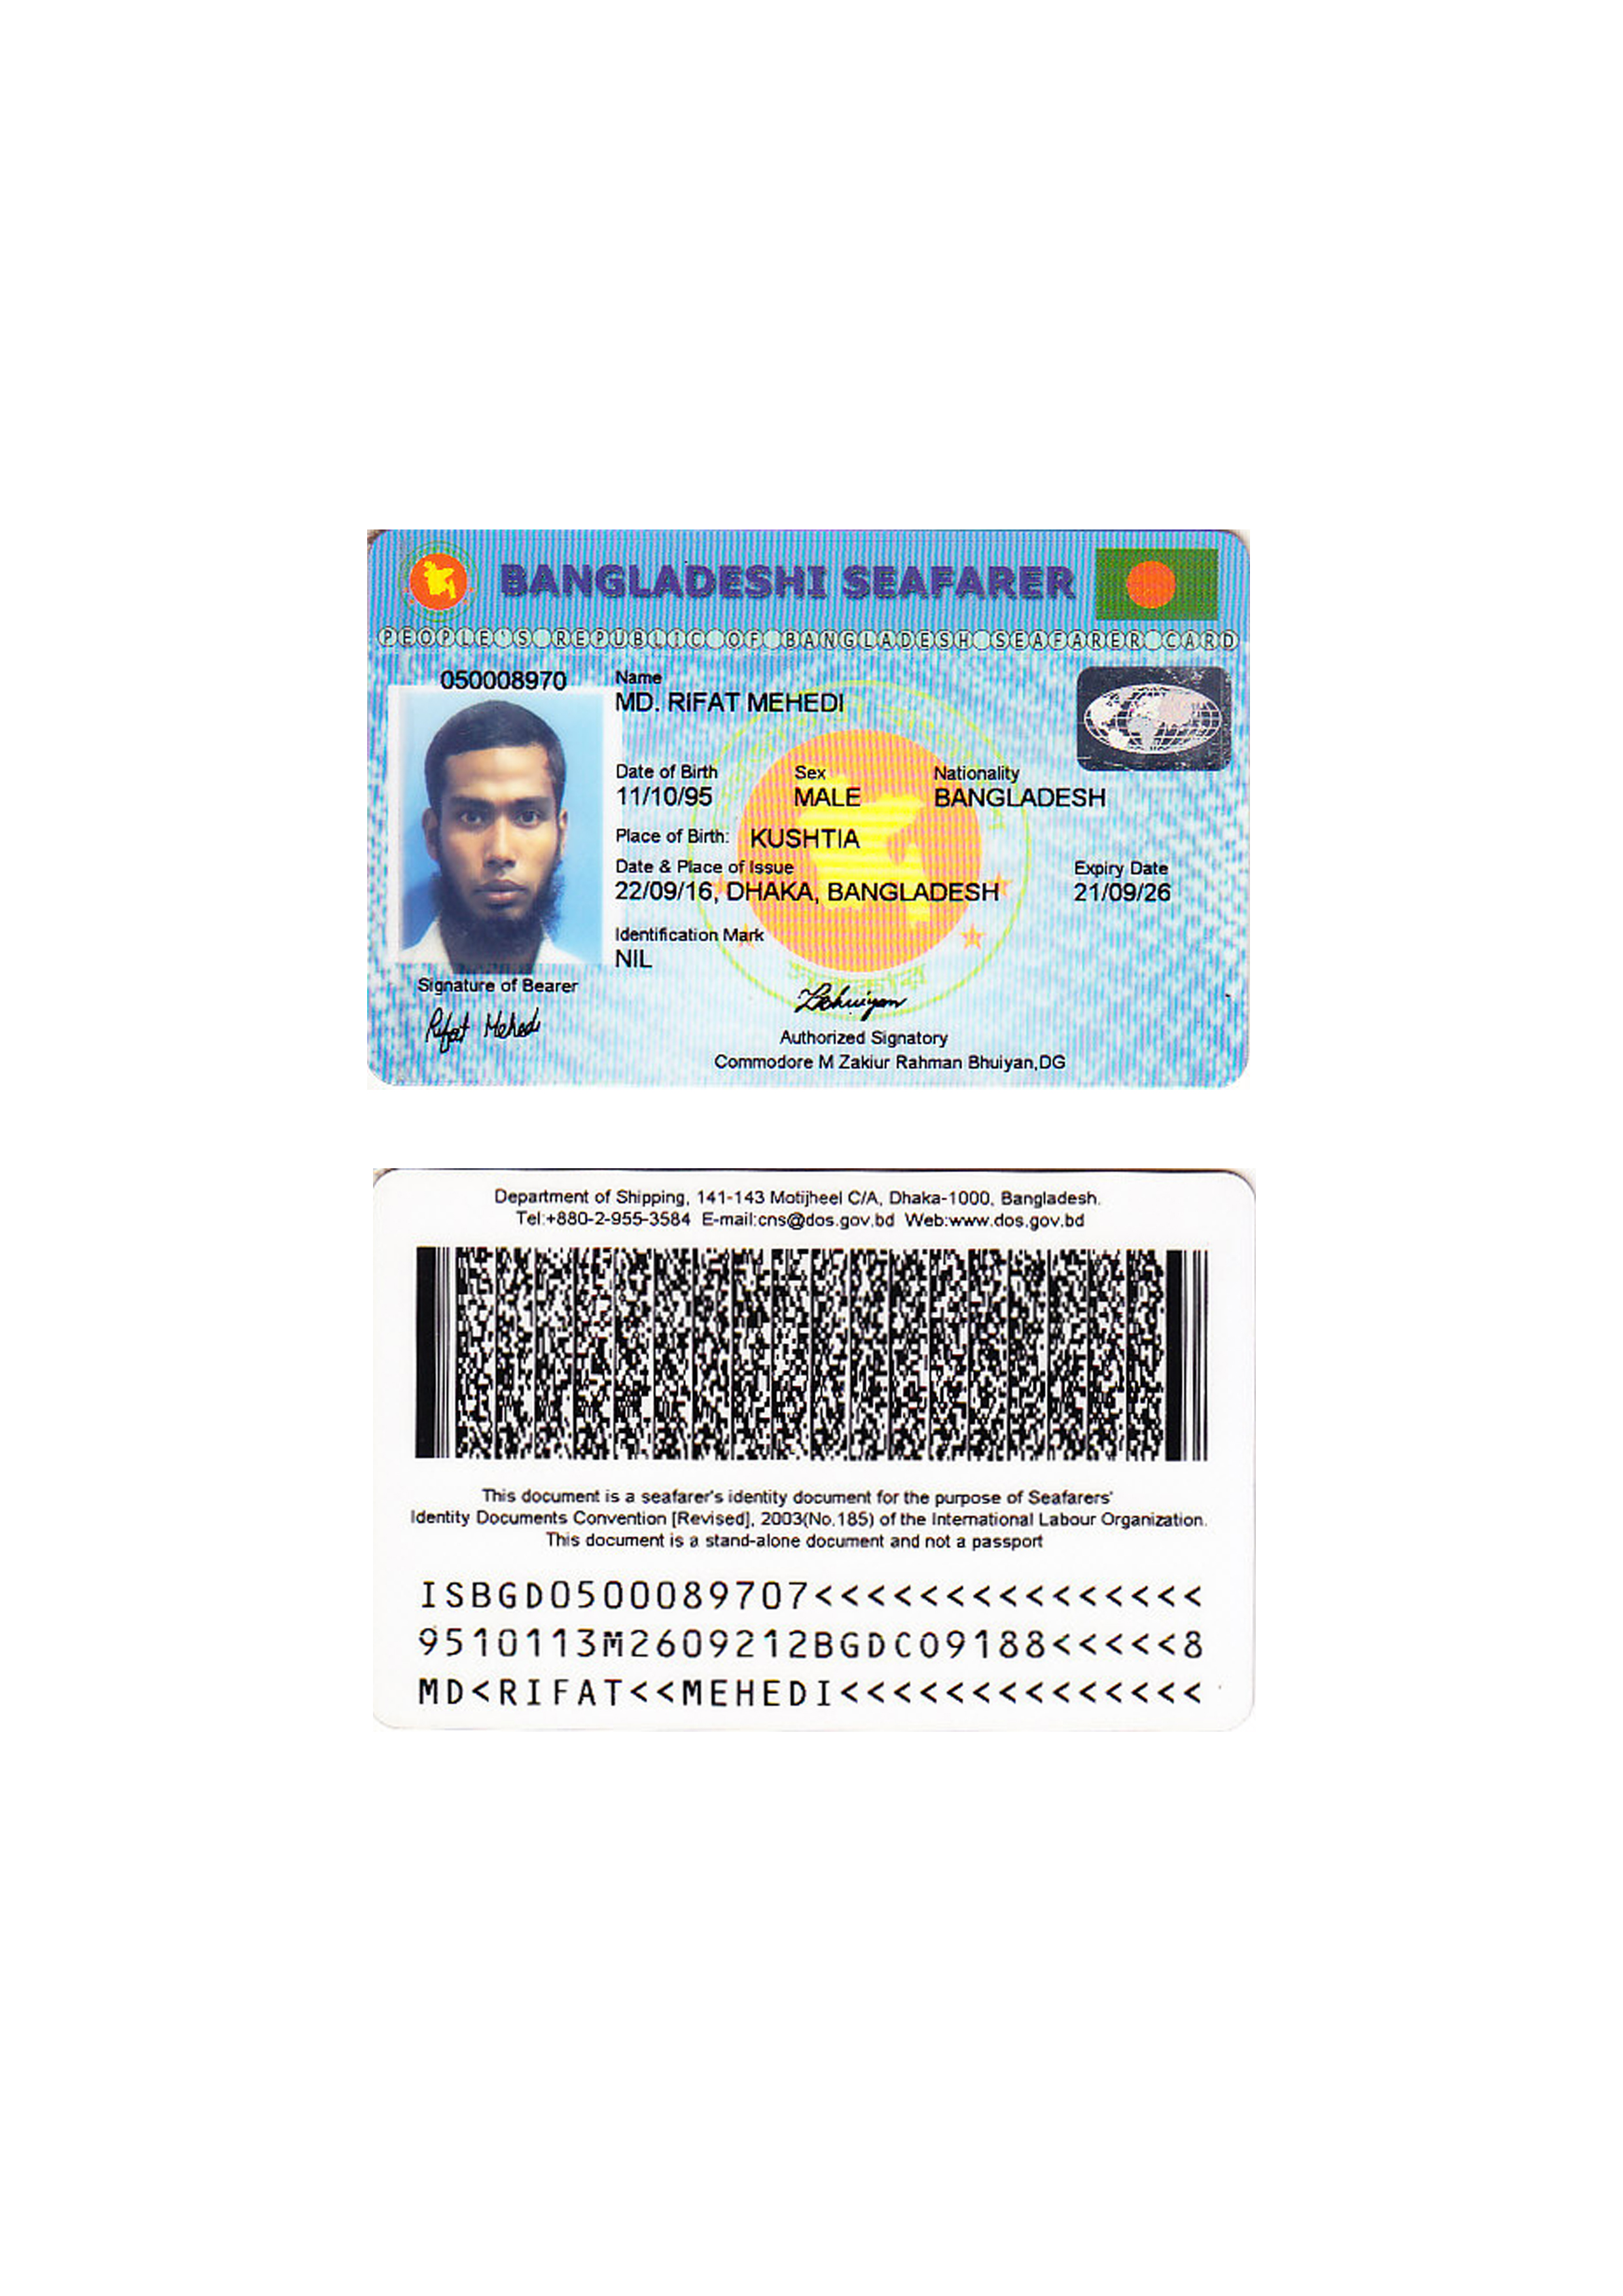 BANGLADESHI SEAFARER
PEOPLE'S REPUBLIC OF BANGLADESH SEAFARER CARD
050008970
Name
MD. RIFAT MEHEDI
Date of Birth Sex Nationality
11/10/95 MALE BANGLADESH
Place of Birth: KUSHTIA
Date & Place of Issue Expiry Date
22/09/16, DHAKA, BANGLADESH 21/09/26
Identification Mark
NIL
Signature of Bearer
Rifat Mehedi
Authorized Signatory
Commodore M Zakiur Rahman Bhuiyan,DG
Department of Shipping, 141-143 Motijheel C/A, Dhaka-1000, Bangladesh.
Tel:+880-2-955-3584 E-mail:cns@dos.gov.bd Web:www.dos.gov.bd
This document is a seafarer's identity document for the purpose of Seafarers'
Identity Documents Convention [Revised], 2003(No.185) of the International Labour Organization.
This document is a stand-alone document and not a passport
ISBGD0500089707<<<<<<<<<<<<<<<
9510113M2609212BGDC09188<<<<<8
MD<RIFAT<<MEHEDI<<<<<<<<<<<<<<